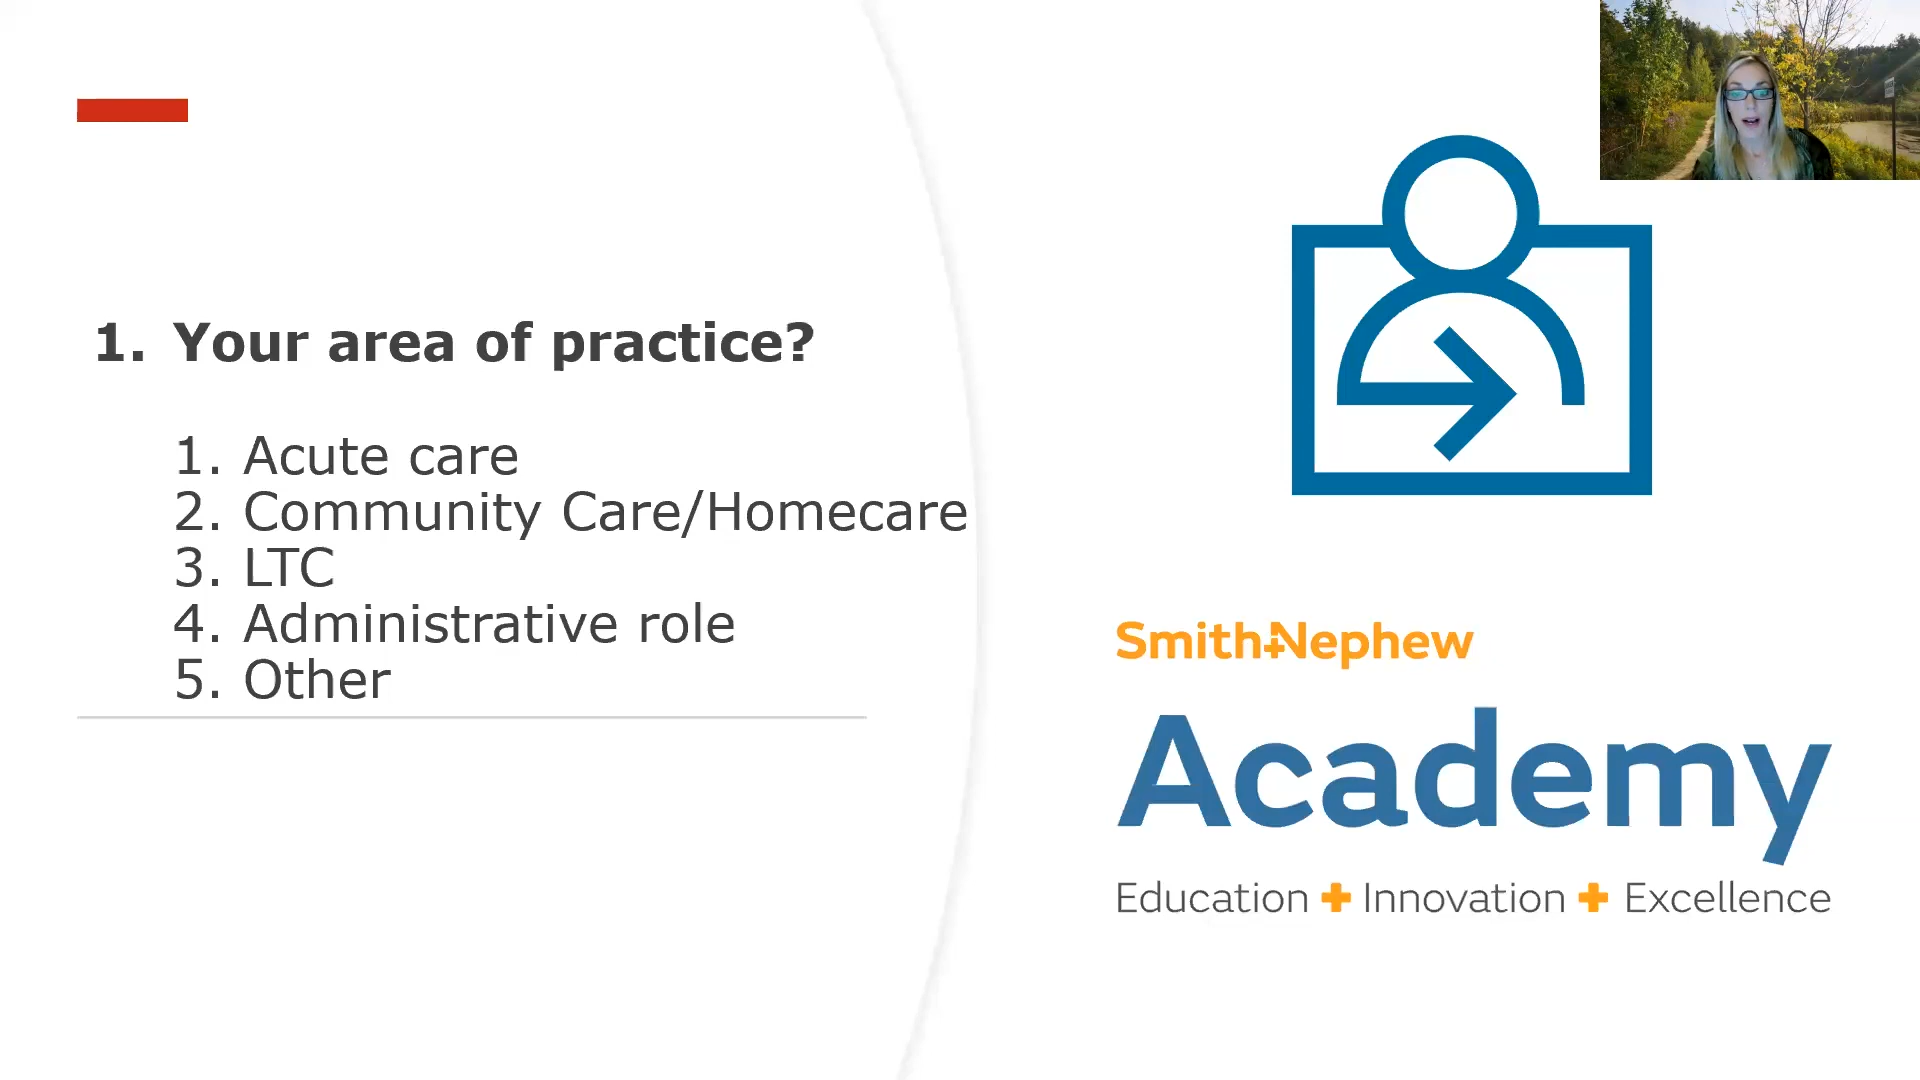 1. Your area of practice?
1. Acute care
2. Community Care/Homecare
3. LTC
4. Administrative role
5. Other
Smith+Nephew
Academy
Education + Innovation + Excellence